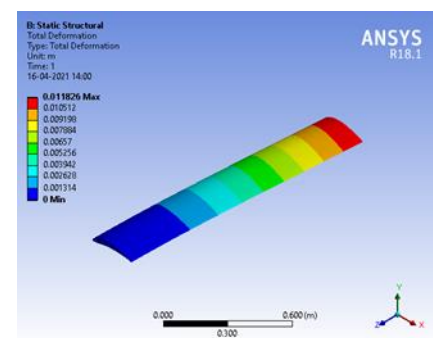 B: Static Structural
Total Deformation
Type: Total Deformation
Unit: m
Time: 1
16-04-2021 14:00
0.011826 Max
0.010512
0.009198
0.007884
0.00657
0.005256
0.003942
0.002628
0.001314
0 Min
ANSYS
R18.1
0.000
0.600 (m)
0.300
Y
Z
X